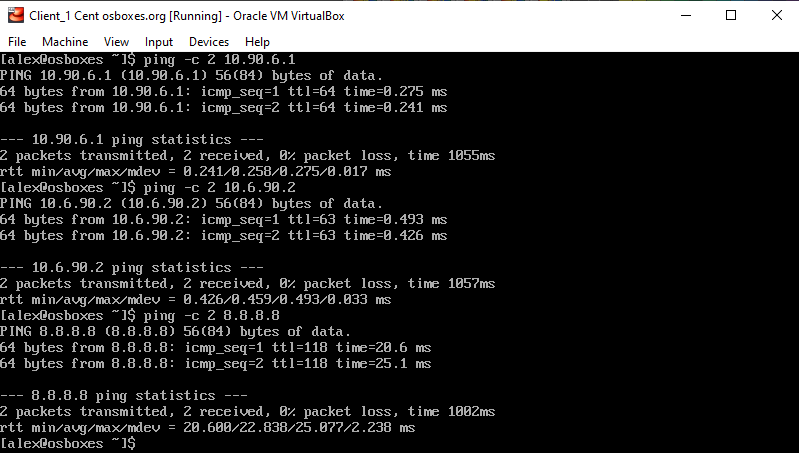 Client_1 Cent osboxes.org [Running] - Oracle VM VirtualBox
File Machine View Input Devices Help
[alex@osboxes ~]$ ping -c 2 10.90.6.1
PING 10.90.6.1 (10.90.6.1) 56(84) bytes of data.
64 bytes from 10.90.6.1: icmp_seq=1 ttl=64 time=0.275 ms
64 bytes from 10.90.6.1: icmp_seq=2 ttl=64 time=0.241 ms
--- 10.90.6.1 ping statistics ---
2 packets transmitted, 2 received, 0% packet loss, time 1055ms
rtt min/avg/max/mdev = 0.241/0.258/0.275/0.017 ms
[alex@osboxes ~]$ ping -c 2 10.6.90.2
PING 10.6.90.2 (10.6.90.2) 56(84) bytes of data.
64 bytes from 10.6.90.2: icmp_seq=1 ttl=63 time=0.493 ms
64 bytes from 10.6.90.2: icmp_seq=2 ttl=63 time=0.426 ms
--- 10.6.90.2 ping statistics ---
2 packets transmitted, 2 received, 0% packet loss, time 1057ms
rtt min/avg/max/mdev = 0.426/0.459/0.493/0.033 ms
[alex@osboxes ~]$ ping -c 2 8.8.8.8
PING 8.8.8.8 (8.8.8.8) 56(84) bytes of data.
64 bytes from 8.8.8.8: icmp_seq=1 ttl=118 time=20.6 ms
64 bytes from 8.8.8.8: icmp_seq=2 ttl=118 time=25.1 ms
--- 8.8.8.8 ping statistics ---
2 packets transmitted, 2 received, 0% packet loss, time 1002ms
rtt min/avg/max/mdev = 20.600/22.838/25.077/2.238 ms
[alex@osboxes ~]$